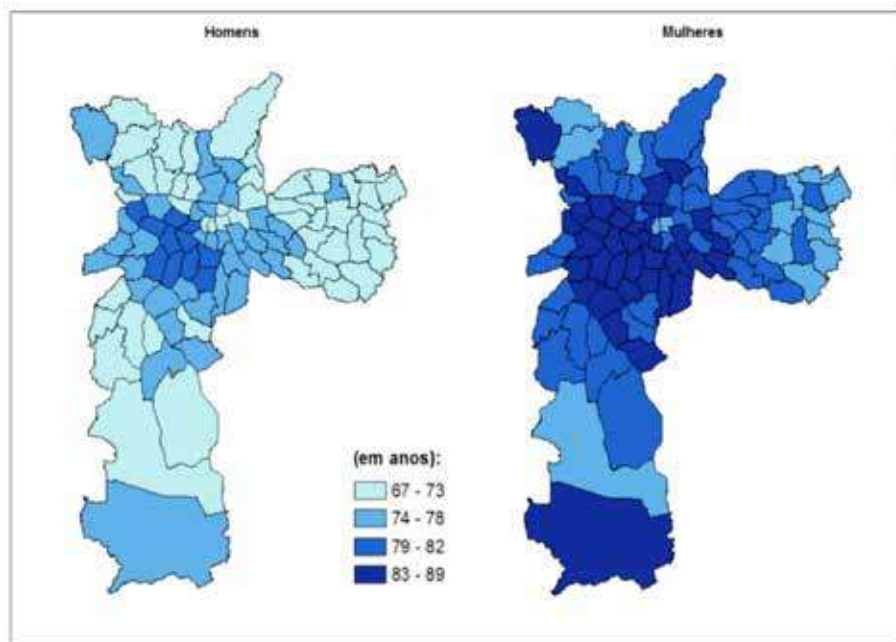 Homens
Mulheres
(em anos):
67 - 73
74 - 78
79 - 82
83 - 89